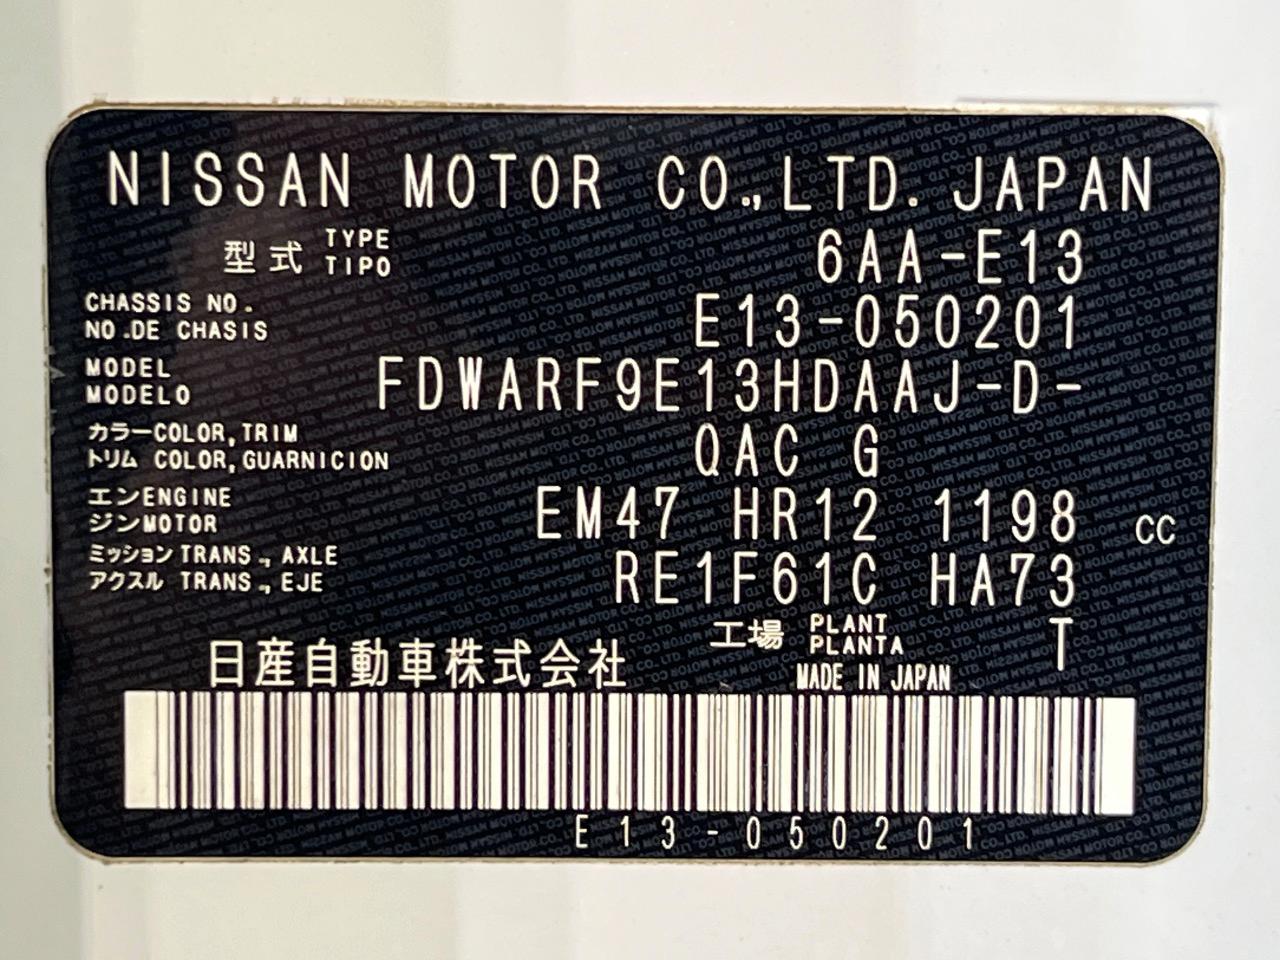 NISSAN MOTOR CO.,LTD. JAPAN
型式 TYPE TIPO 6AA-E13
CHASSIS NO.
NO.DE CHASIS E13-050201
MODEL
MODELO FDWARF9E13HDAAJ-D-
カラーCOLOR,TRIM
トリム COLOR,GUARNICION QAC G
エンENGINE
ジンMOTOR EM47 HR12 1198 CC
ミッションTRANS.,AXLE
アクスル TRANS.,EJE RE1F61C HA73
工場 PLANT PLANTA T
日産自動車株式会社 MADE IN JAPAN
E13-050201